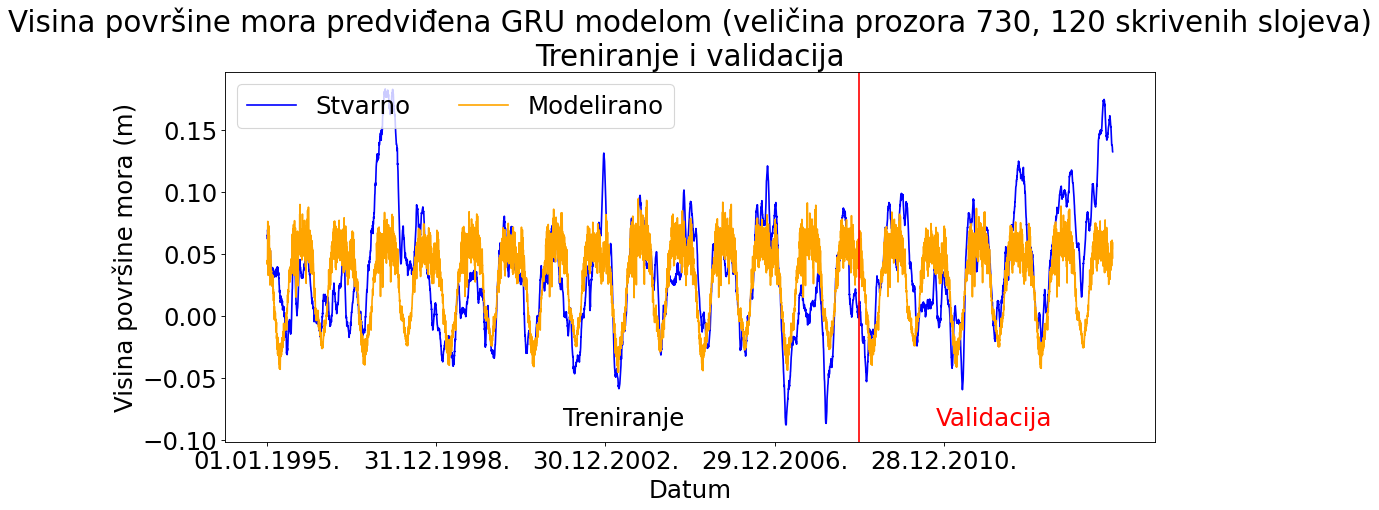 Visina površine mora predviđena GRU modelom (veličina prozora 730, 120 skrivenih slojeva)
Treniranje i validacija
Stvarno
Modelirano
Visina površine mora (m)
0.15
0.10
0.05
0.00
−0.05
−0.10
Treniranje
Validacija
01.01.1995.
31.12.1998.
30.12.2002.
29.12.2006.
28.12.2010.
Datum